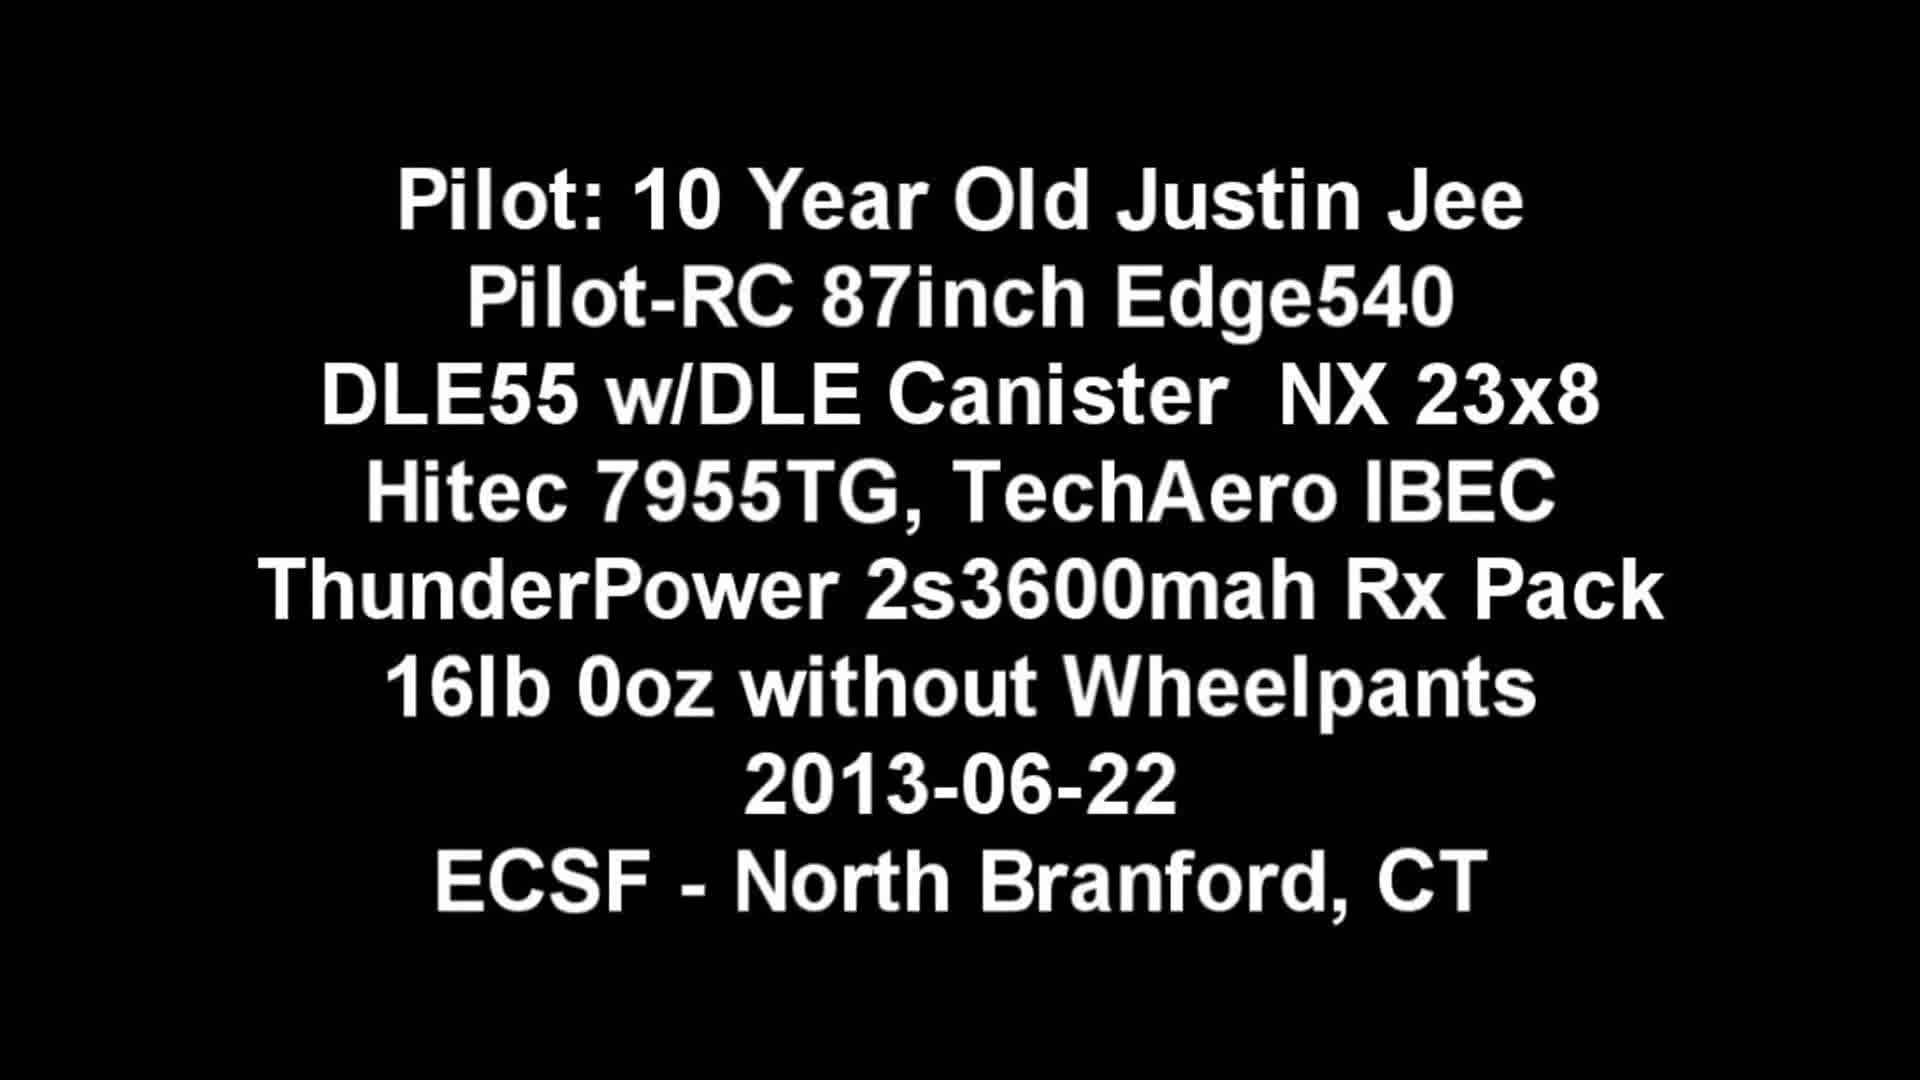 Pilot: 10 Year Old Justin Jee
Pilot-RC 87inch Edge540
DLE55 w/DLE Canister  NX 23x8
Hitec 7955TG, TechAero IBEC
ThunderPower 2s3600mah Rx Pack
16lb 0oz without Wheelpants
2013-06-22
ECSF - North Branford, CT